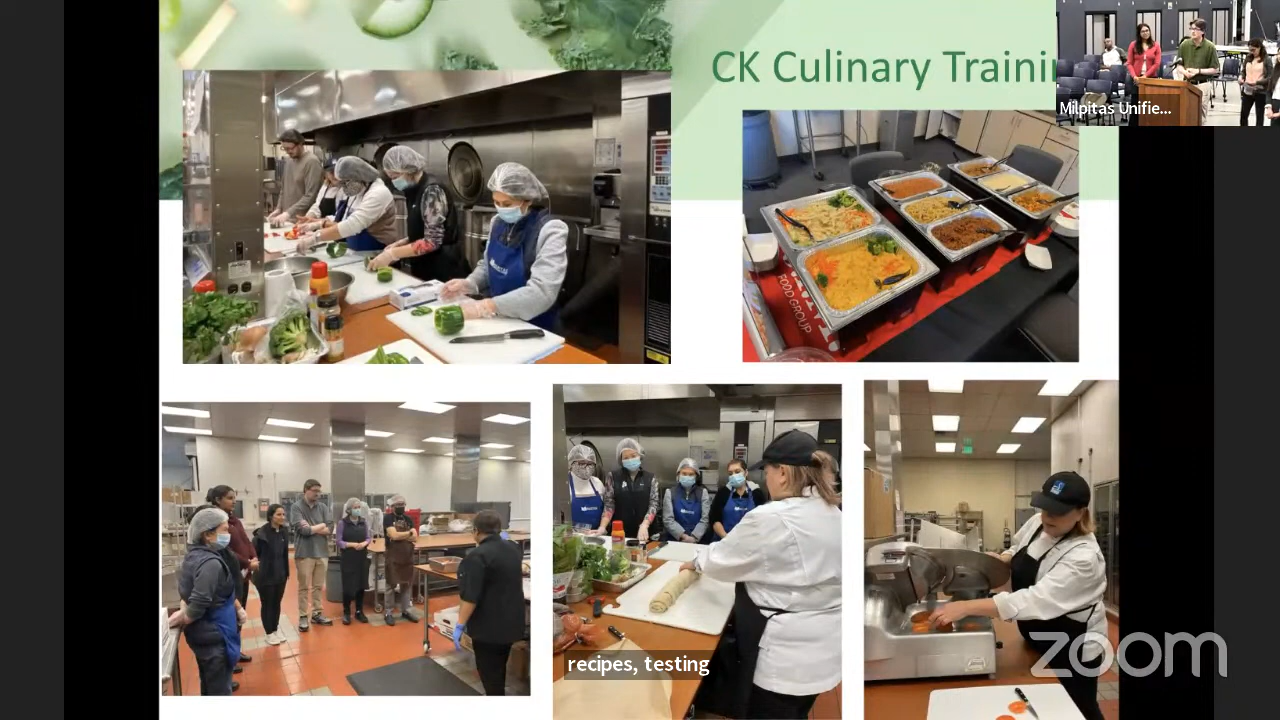 CK Culinary Traini
Milpitas Unifie...
FOOD GROUP
recipes, testing
zoom